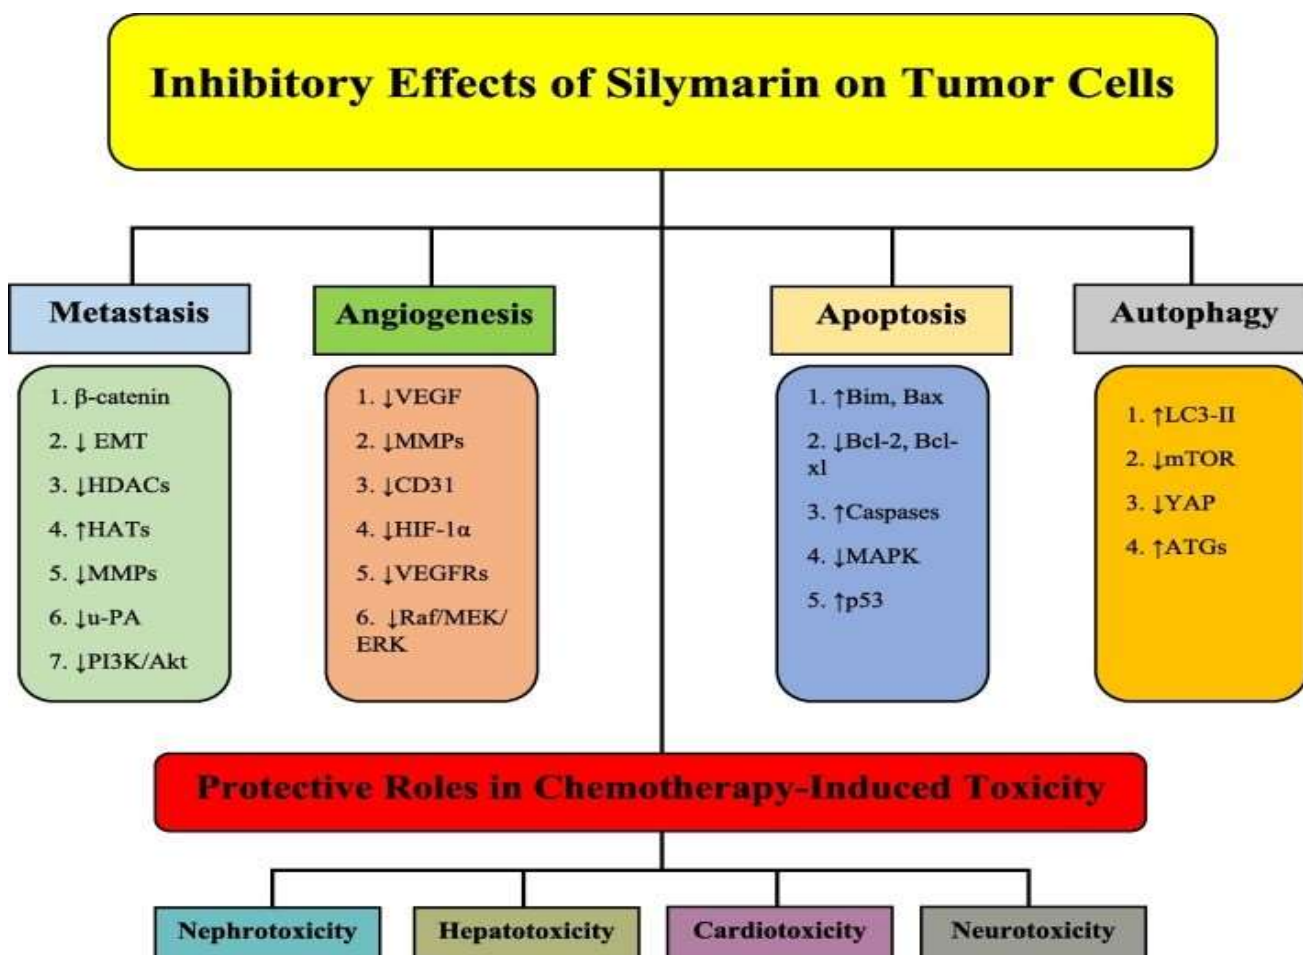 Inhibitory Effects of Silymarin on Tumor Cells
Metastasis
1. β-catenin
2. ↓ EMT
3. ↓HDACs
4. ↑HATs
5. ↓MMPs
6. ↓u-PA
7. ↓PI3K/Akt
Angiogenesis
1. ↓VEGF
2. ↓MMPs
3. ↓CD31
4. ↓HIF-1α
5. ↓VEGFRs
6. ↓Raf/MEK/
ERK
Apoptosis
1. ↑Bim, Bax
2. ↓Bcl-2, Bcl-
xl
3. ↑Caspases
4. ↓MAPK
5. ↑p53
Autophagy
1. ↑LC3-II
2. ↓mTOR
3. ↓YAP
4. ↑ATGs
Protective Roles in Chemotherapy-Induced Toxicity
Nephrotoxicity
Hepatotoxicity
Cardiotoxicity
Neurotoxicity